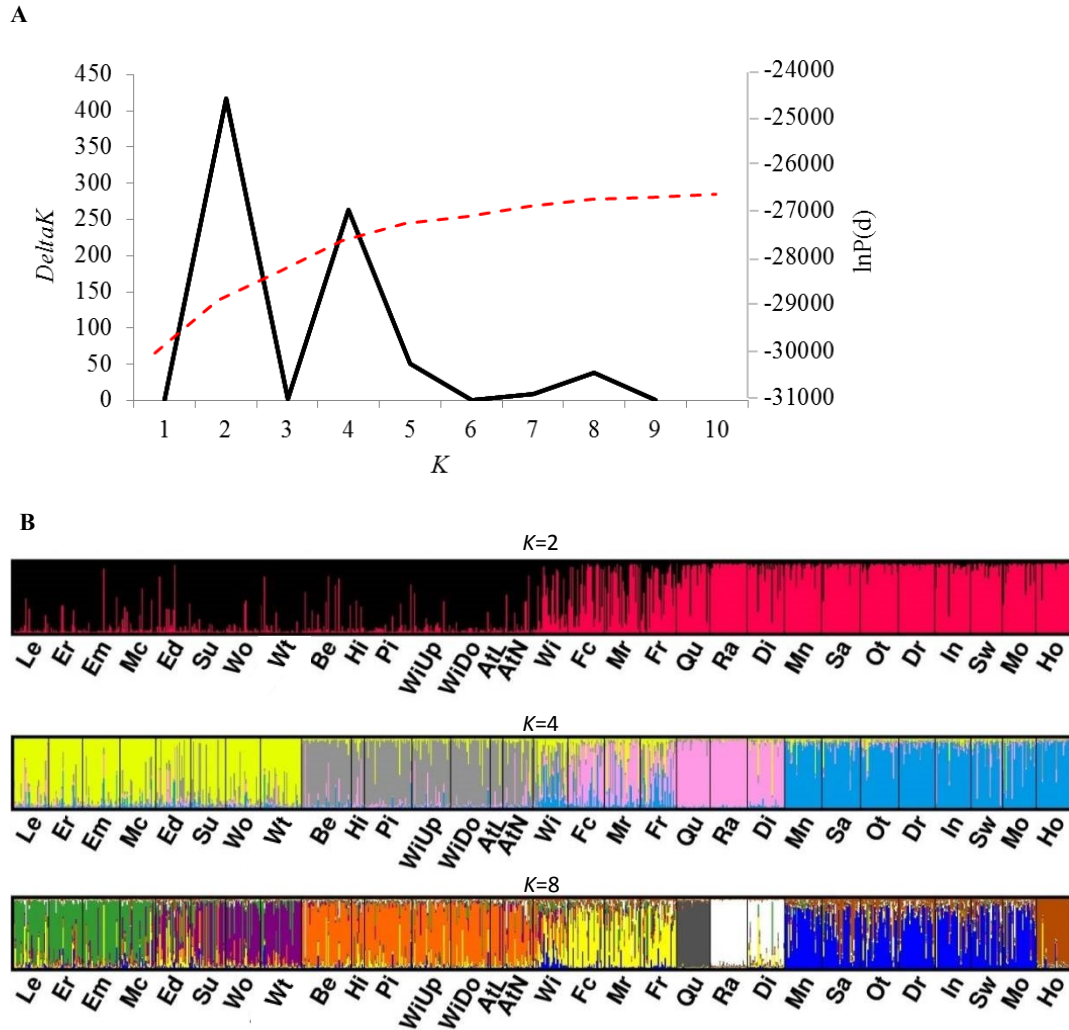 A
450
400
350
300
250
200
150
100
50
0
DeltaK
-24000
-25000
-26000
-27000
-28000
-29000
-30000
-31000
lnP(d)
1 2 3 4 5 6 7 8 9 10
K
B
K=2
Le Er Em Mc Ed Su Wo Wt Be Hi Pi WiUp WiDo AtL AtN Wi Fc Mr Fr Qu Ra Di Mn Sa Ot Dr In Sw Mo Ho
K=4
Le Er Em Mc Ed Su Wo Wt Be Hi Pi WiUp WiDo AtL AtN Wi Fc Mr Fr Qu Ra Di Mn Sa Ot Dr In Sw Mo Ho
K=8
Le Er Em Mc Ed Su Wo Wt Be Hi Pi WiUp WiDo AtL AtN Wi Fc Mr Fr Qu Ra Di Mn Sa Ot Dr In Sw Mo Ho